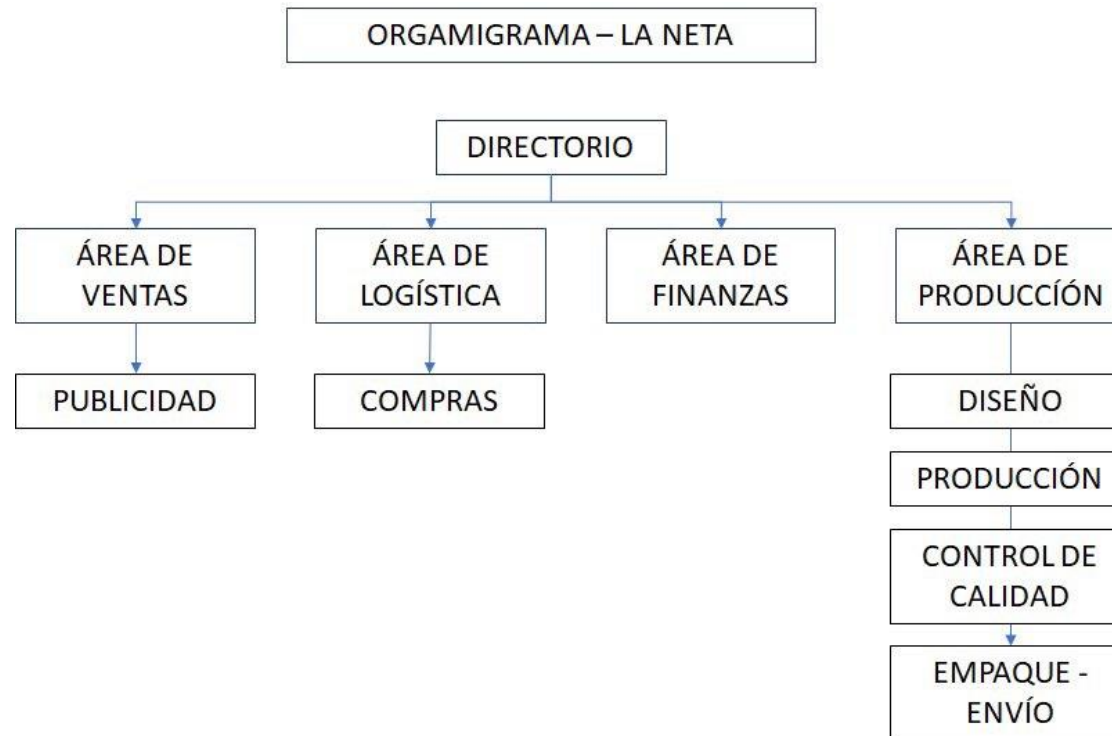 ORGAMIGRAMA – LA NETA
DIRECTORIO
ÁREA DE
VENTAS
ÁREA DE
LOGÍSTICA
ÁREA DE
FINANZAS
ÁREA DE
PRODUCCÍÓN
PUBLICIDAD
COMPRAS
DISEÑO
PRODUCCIÓN
CONTROL DE
CALIDAD
EMPAQUE -
ENVÍO